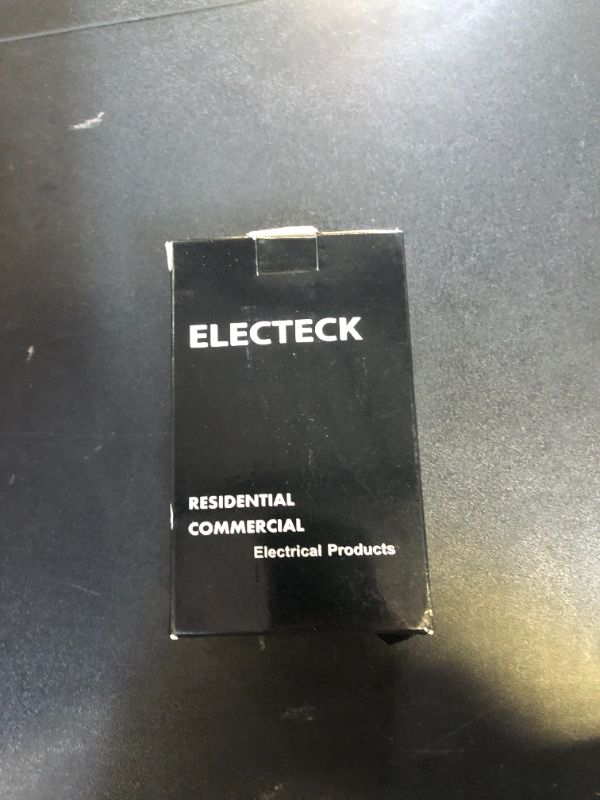 ELECTECK
RESIDENTIAL
COMMERCIAL
Electrical Products